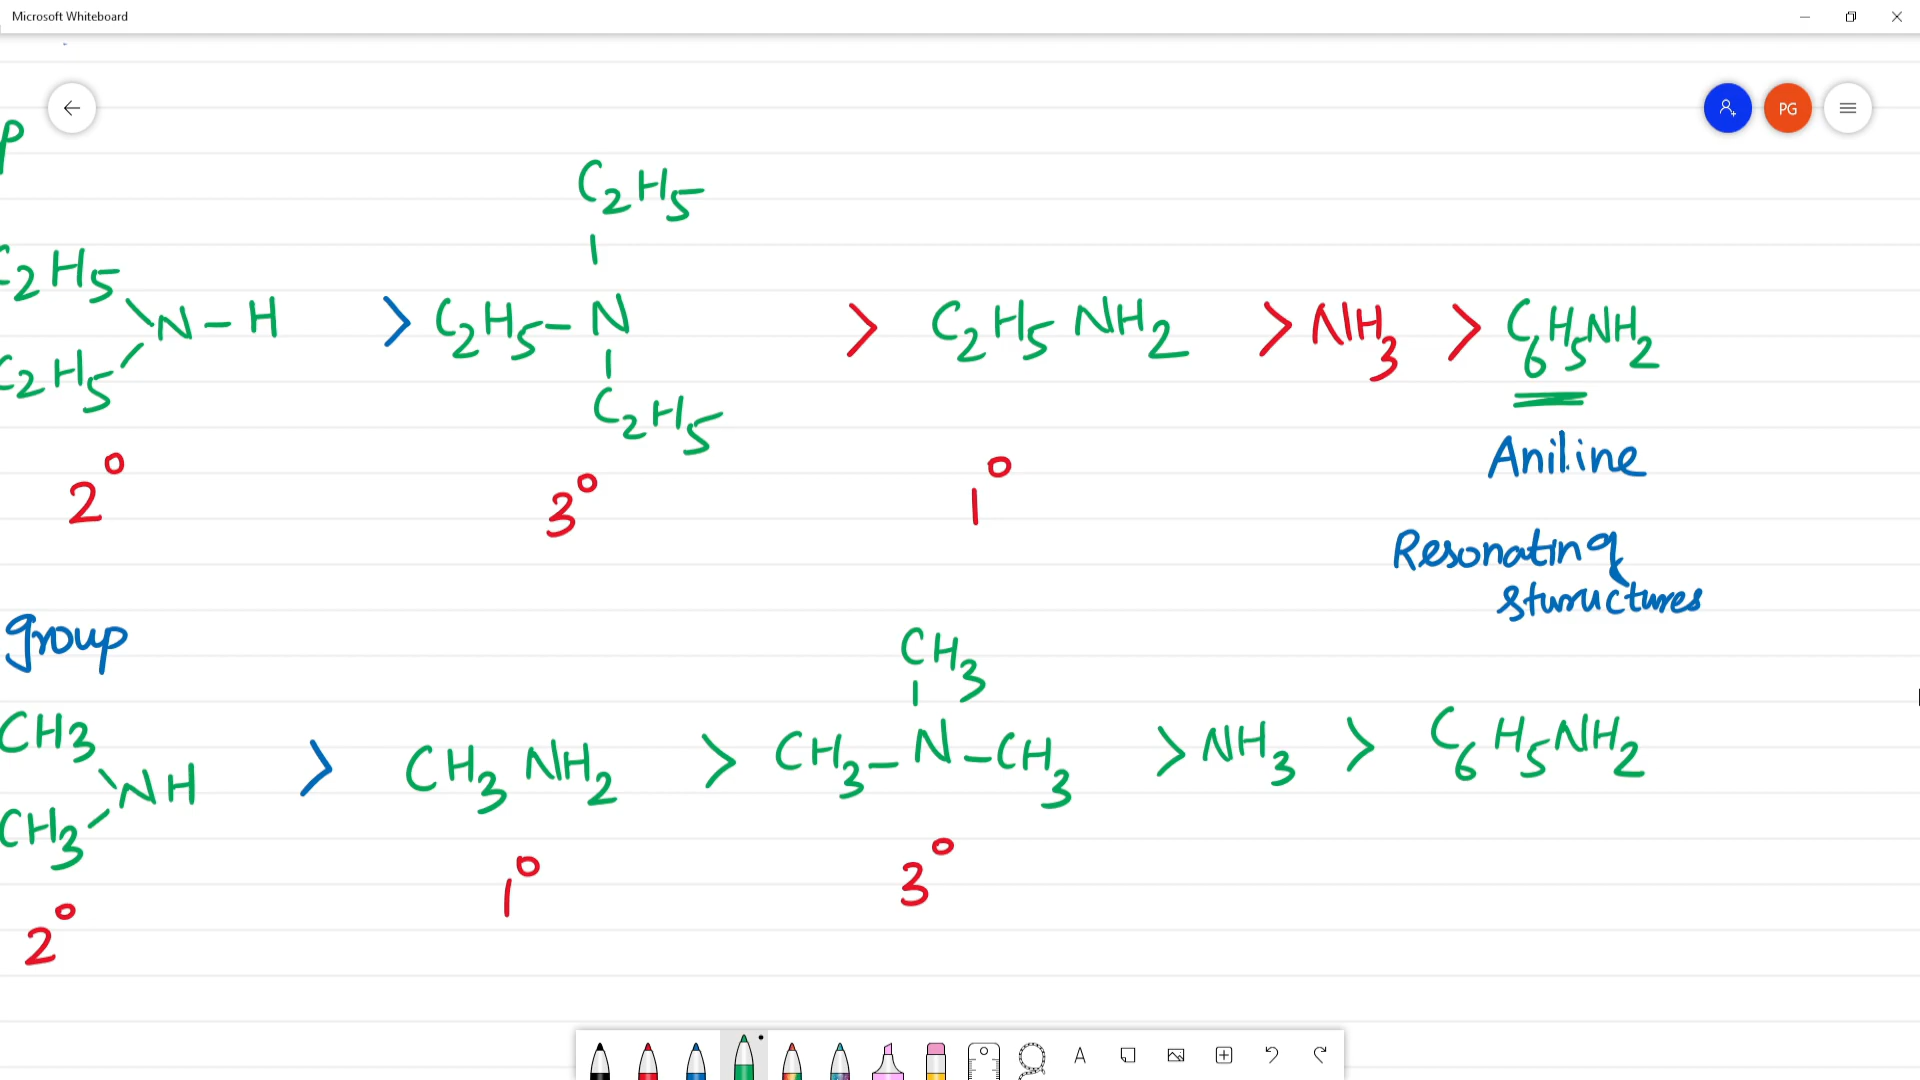 Microsoft Whiteboard
PG
p
C2H5
C2H5
N-H
C2H5
> C2H5-N
C2H5
> C2H5NH2 > NH3 > C6H5NH2
2° 3° 1°
Aniline
Resonating
structures
group
CH3
CH3
NH > CH3NH2 > CH3-N-CH3 > NH3 > C6H5NH2
CH3
2° 1° 3°
A